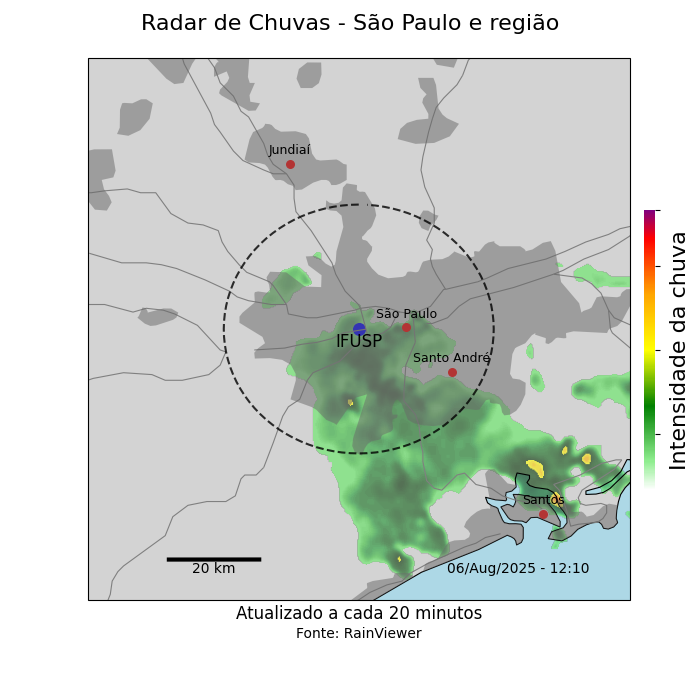 Radar de Chuvas - São Paulo e região
Jundiaí
São Paulo
IFUSP
Santo André
Santos
20 km
06/Aug/2025 - 12:10
Intensidade da chuva
Atualizado a cada 20 minutos
Fonte: RainViewer